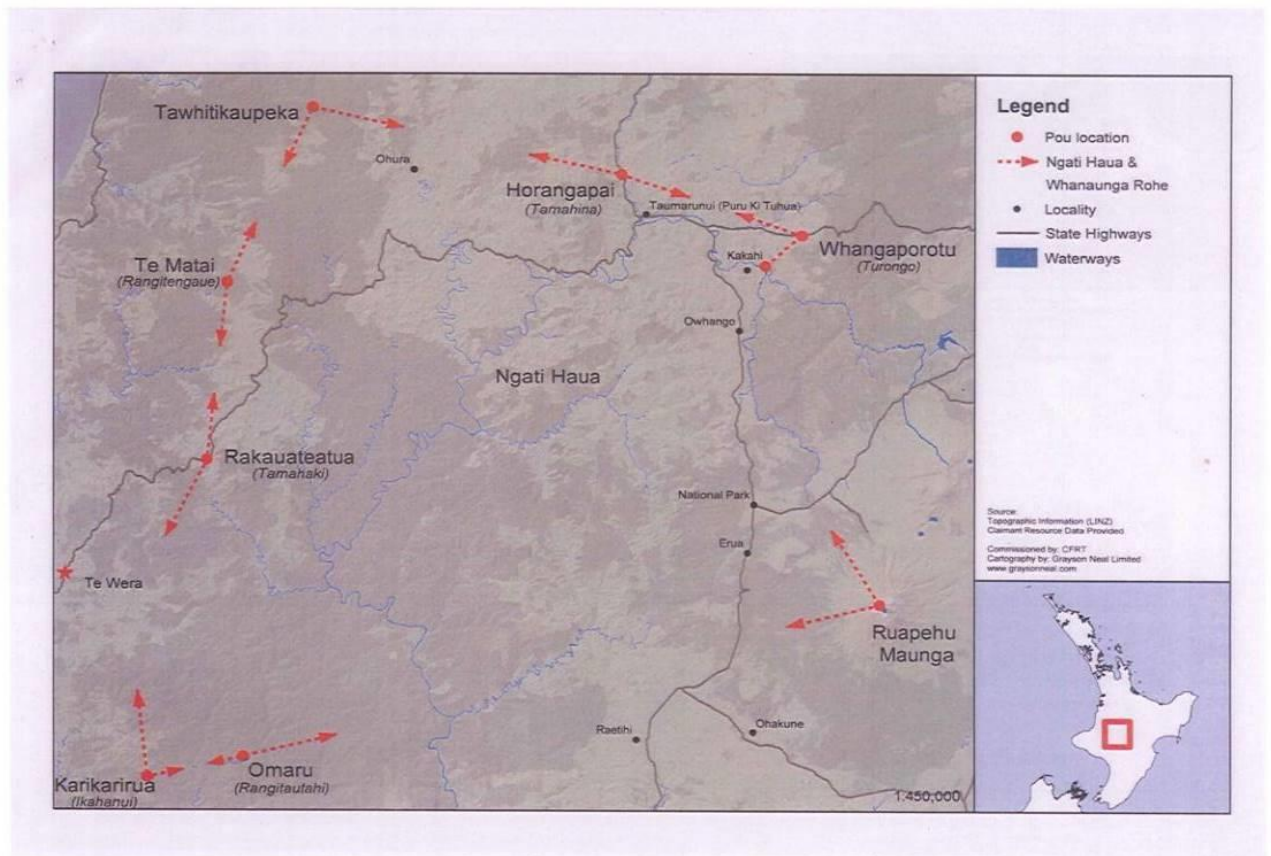 Tawhitikaupeka
Ohura
Horangapai
(Tamahina)
Taumarunui (Puru Ki Tuhua)
Whangaporotu
(Turongo)
Kakahi
Te Matai
(Rangitengaue)
Owhango
Ngati Haua
Rakauateatua
(Tamahaki)
National Park
Erua
Te Wera
Ruapehu
Maunga
Raetihi
Ohakune
Omaru
(Rangitautahi)
Karikarirua
(Ikahanui)
1:450,000
Legend
Pou location
Ngati Haua &
Whanaunga Rohe
Locality
State Highways
Waterways
Source:
Topographic Information (LINZ)
Claimant Resource Data Provided
Commissioned by: CFRT
Cartography by: Grayson Neal Limited
www.graysonneal.com